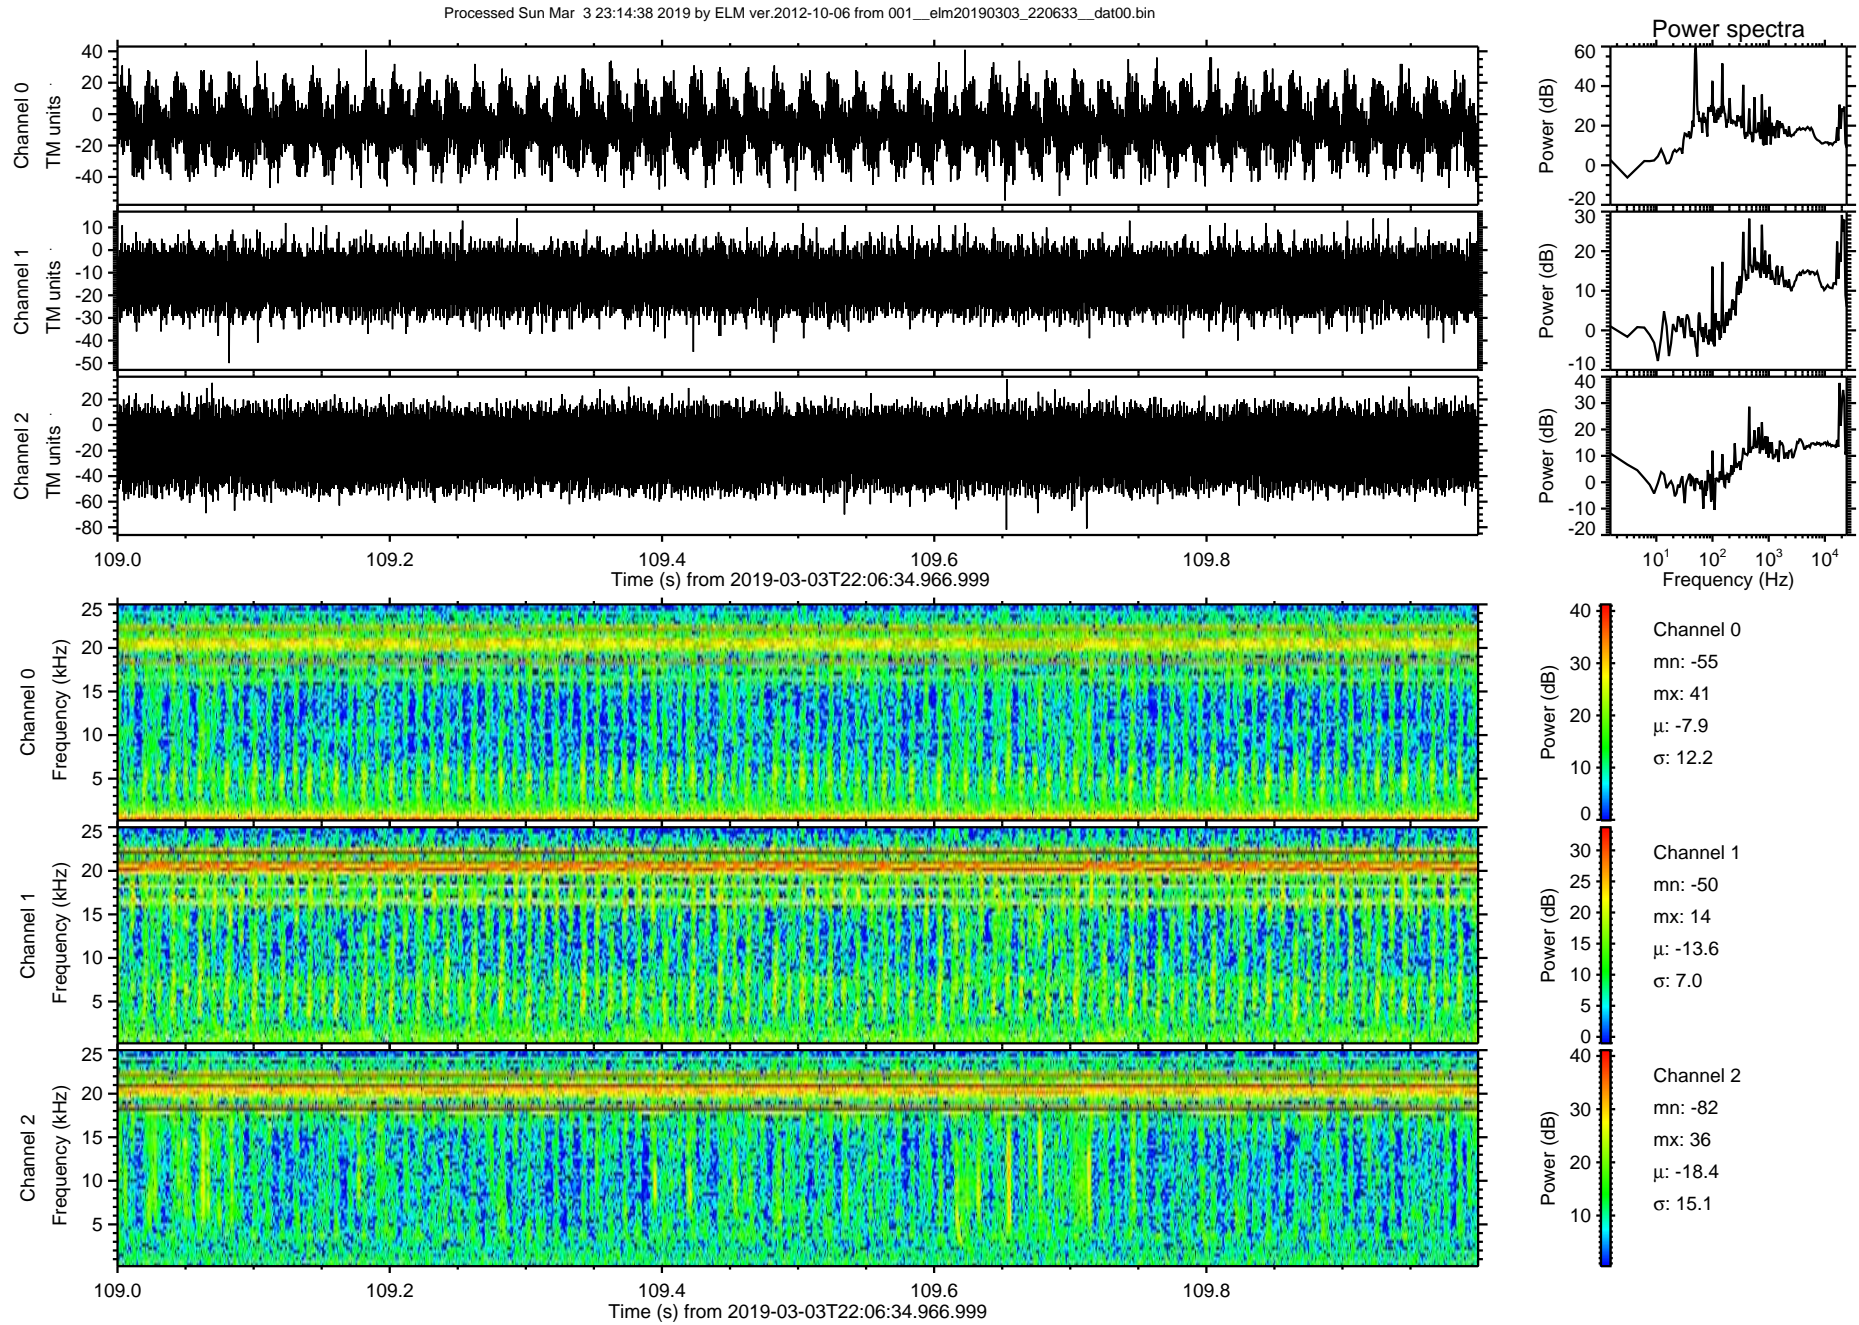 Processed Sun Mar  3 23:14:38 2019 by ELM ver.2012-10-06 from 001__elm20190303_220633__dat00.bin
Power spectra
Channel 0
TM units
40
20
0
-20
-40
Power (dB)
60
40
20
0
-20
Channel 1
TM units
10
0
-10
-20
-30
-40
-50
Power (dB)
30
20
10
0
-10
Channel 2
TM units
20
0
-20
-40
-60
-80
Power (dB)
40
30
20
10
0
-10
-20
109.0 109.2 109.4 109.6 109.8
Time (s) from 2019-03-03T22:06:34.966.999
10^1 10^2 10^3 10^4
Frequency (Hz)
Channel 0
Frequency (kHz)
25
20
15
10
5
Power (dB)
40
30
20
10
0
Channel 0
mn: -55
mx: 41
μ: -7.9
σ: 12.2
Channel 1
Frequency (kHz)
25
20
15
10
5
Power (dB)
30
25
20
15
10
5
0
Channel 1
mn: -50
mx: 14
μ: -13.6
σ: 7.0
Channel 2
Frequency (kHz)
25
20
15
10
5
Power (dB)
40
30
20
10
Channel 2
mn: -82
mx: 36
μ: -18.4
σ: 15.1
109.0 109.2 109.4 109.6 109.8
Time (s) from 2019-03-03T22:06:34.966.999